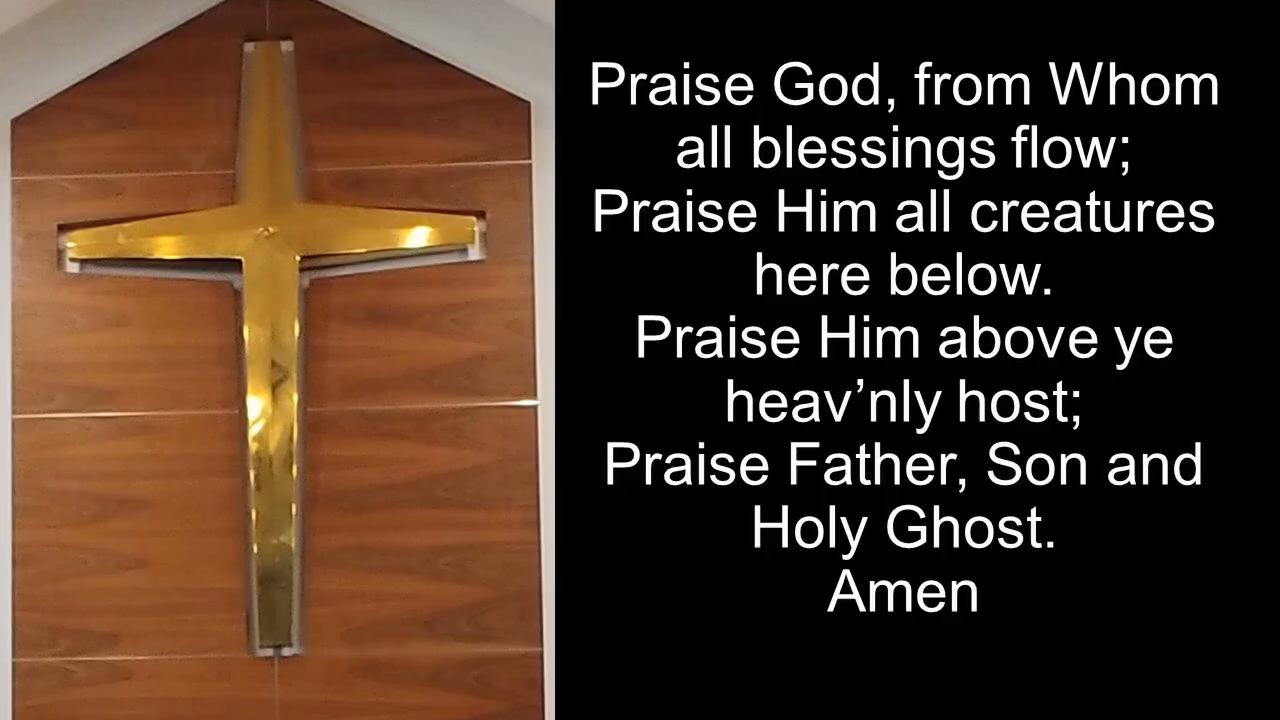 Praise God, from Whom
all blessings flow;
Praise Him all creatures
here below.
Praise Him above ye
heav’nly host;
Praise Father, Son and
Holy Ghost.
Amen